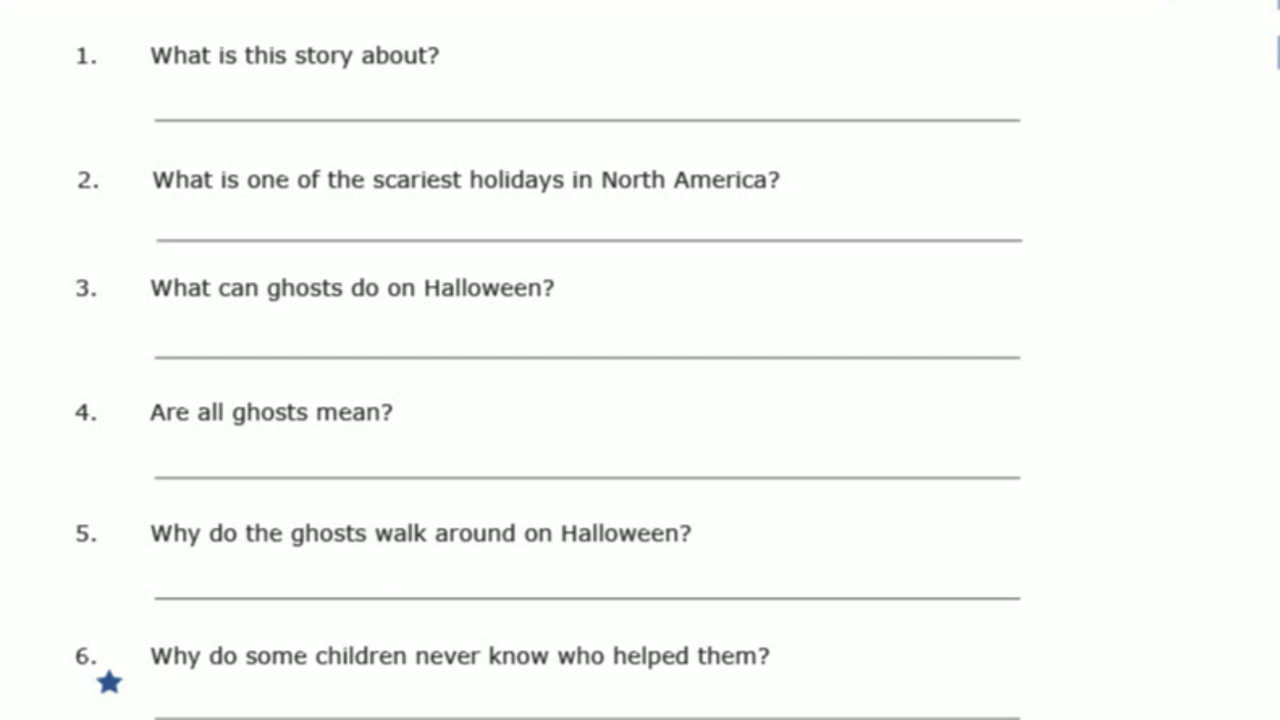 1. What is this story about?
2. What is one of the scariest holidays in North America?
3. What can ghosts do on Halloween?
4. Are all ghosts mean?
5. Why do the ghosts walk around on Halloween?
6. Why do some children never know who helped them?